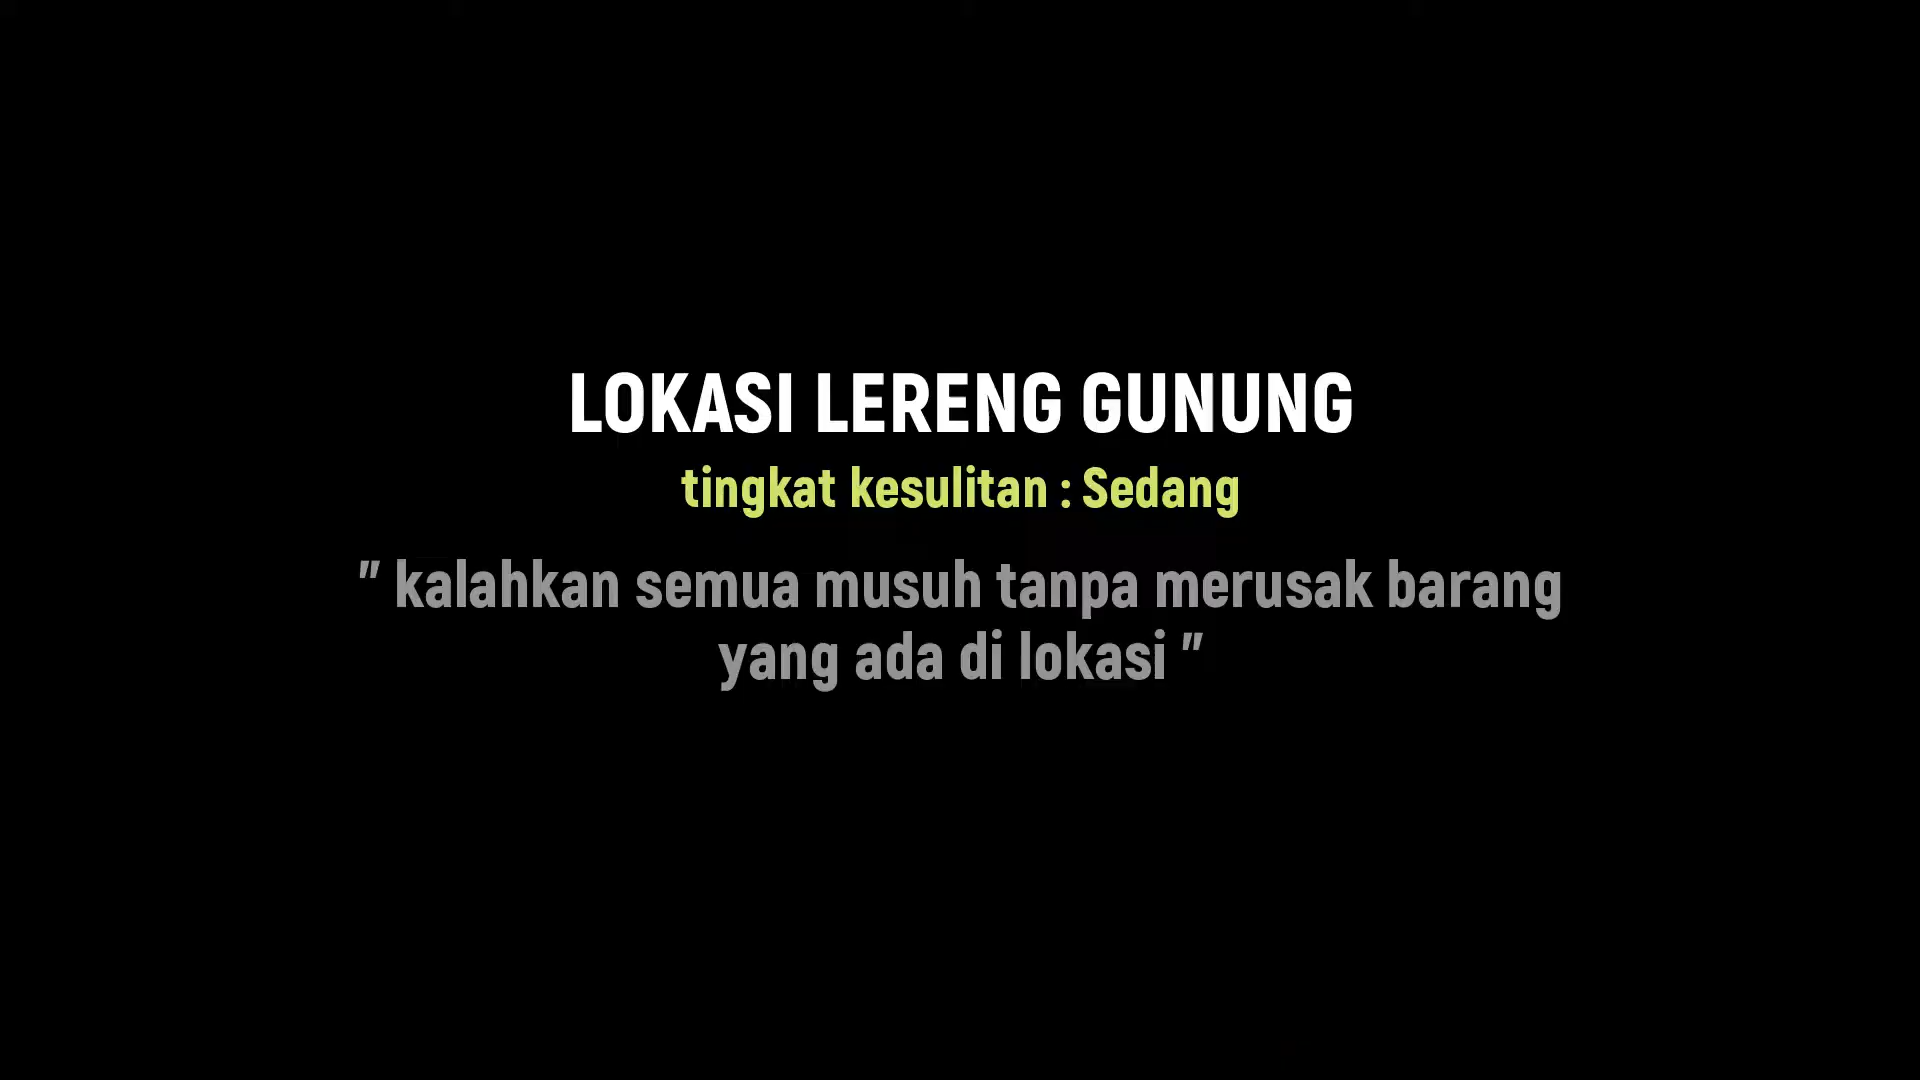 LOKASI LERENG GUNUNG
tingkat kesulitan : Sedang
" kalahkan semua musuh tanpa merusak barang
yang ada di lokasi "